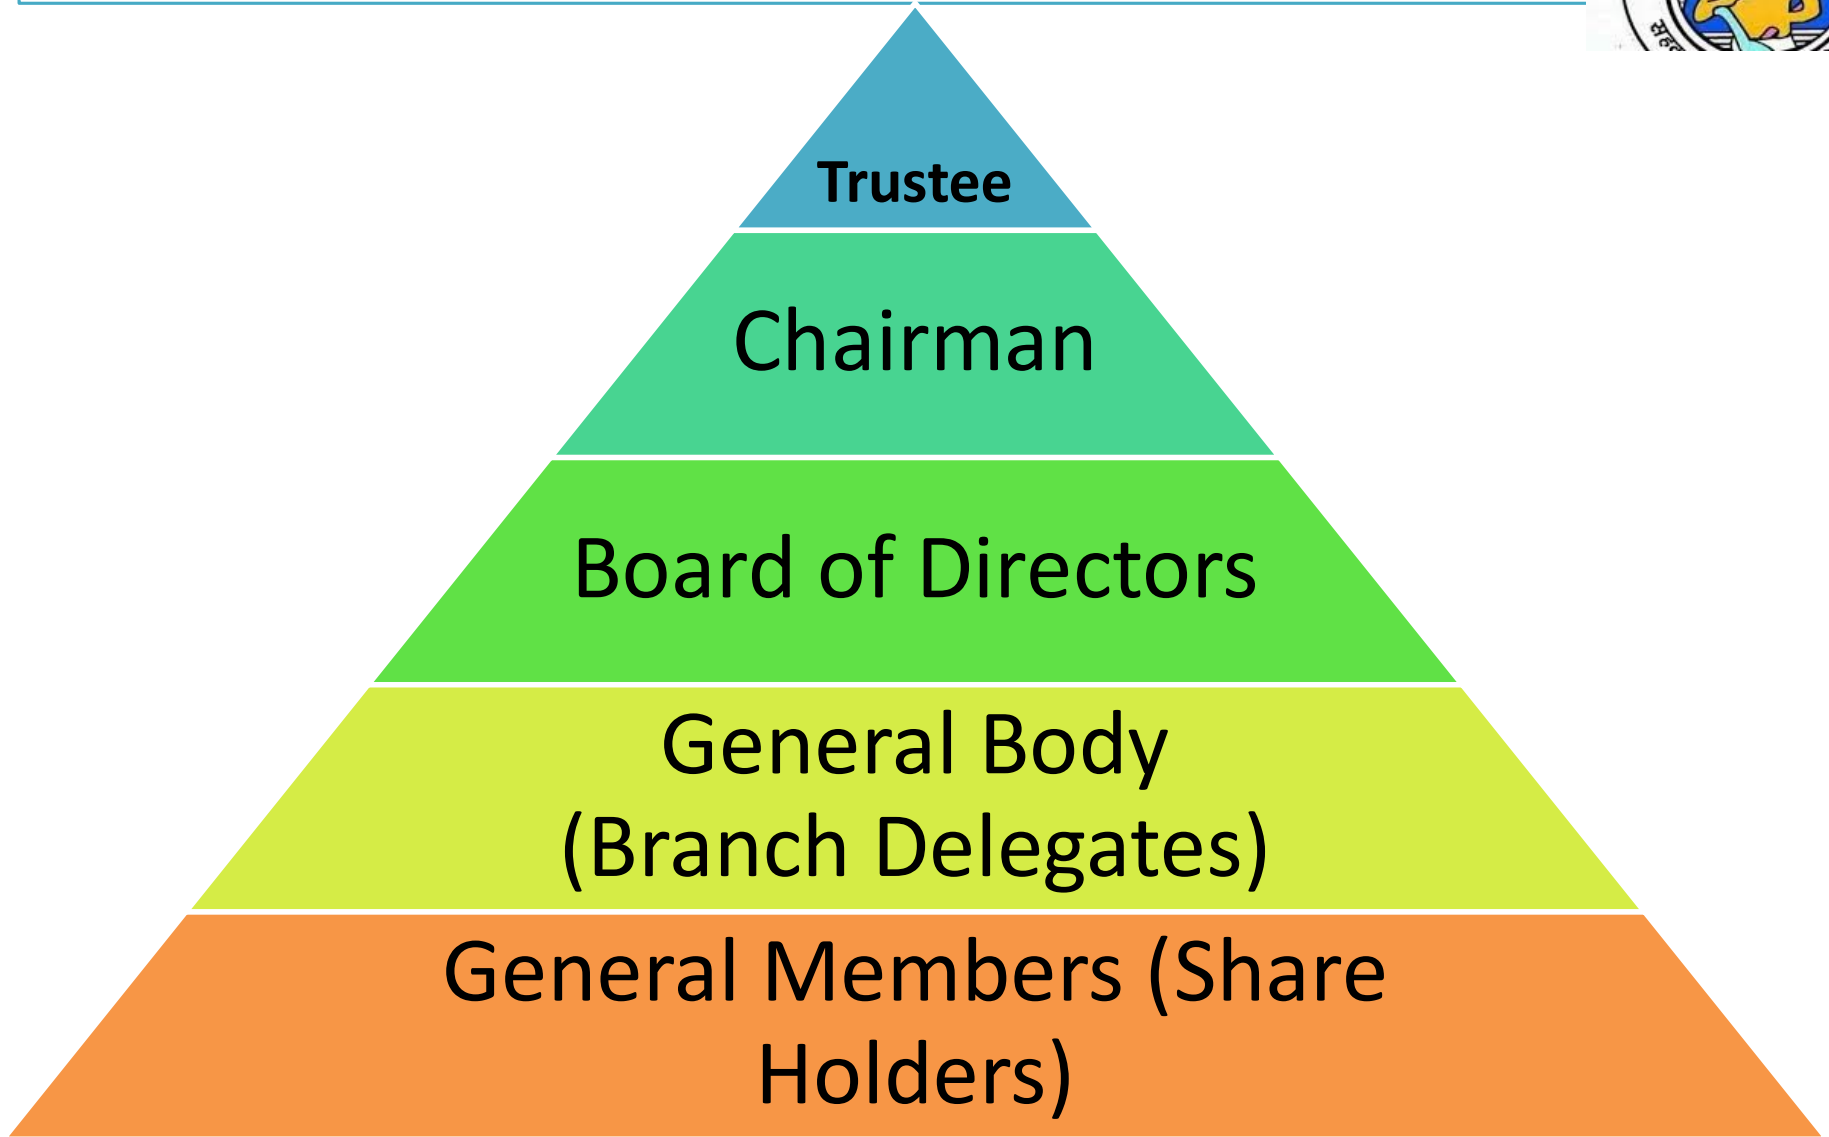 Trustee
Chairman
Board of Directors
General Body
(Branch Delegates)
General Members (Share
Holders)